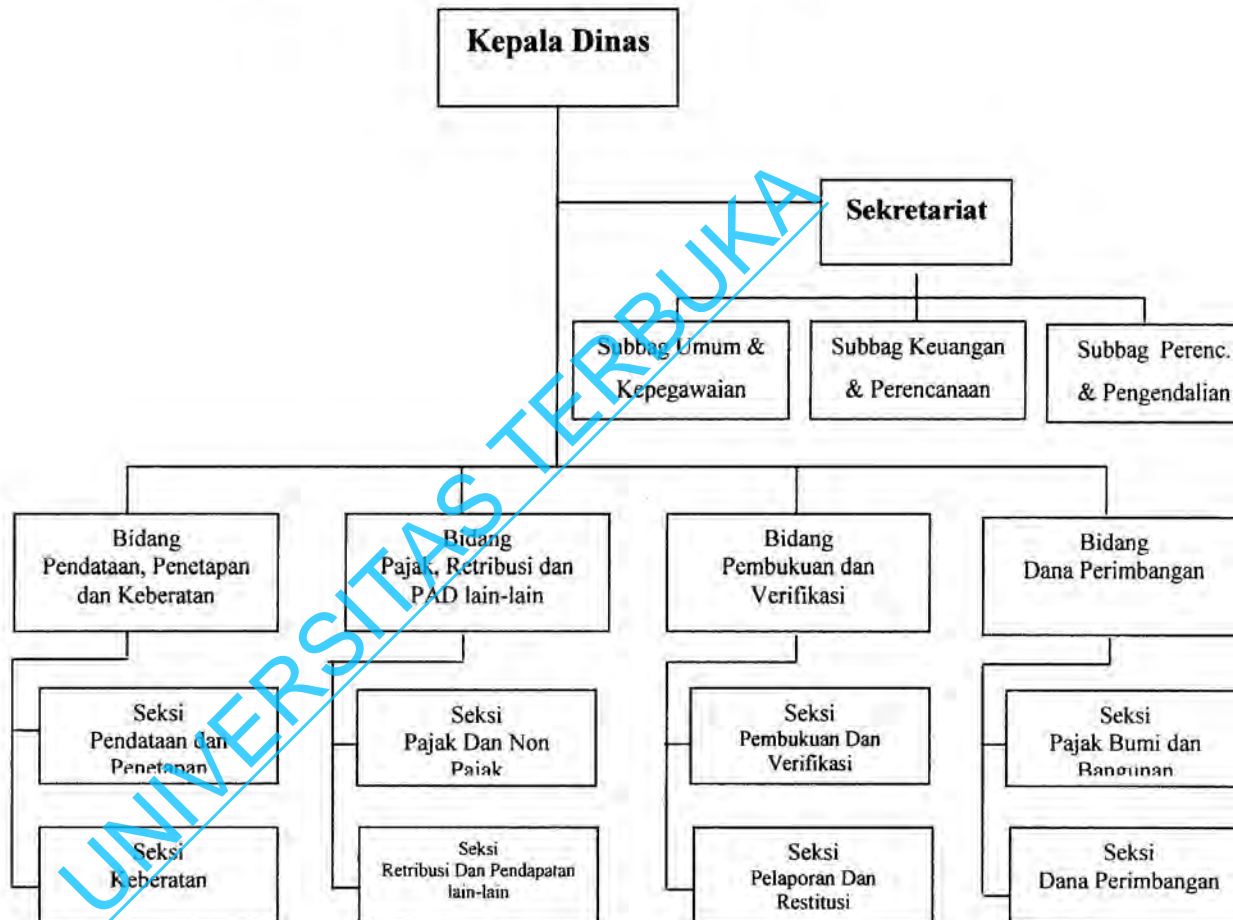 Kepala Dinas
Sekretariat
Subbag Umum &
Kepegawaian
Subbag Keuangan
& Perencanaan
Subbag Perenc.
& Pengendalian
Bidang
Pendataan, Penetapan
dan Keberatan
Bidang
Pajak, Retribusi dan
PAD lain-lain
Bidang
Pembukuan dan
Verifikasi
Bidang
Dana Perimbangan
Seksi
Pendataan dan
Penetapan
Seksi
Pajak Dan Non
Pajak
Seksi
Pembukuan Dan
Verifikasi
Seksi
Pajak Bumi dan
Bangunan
Seksi
Keberatan
Seksi
Retribusi Dan Pendapatan
lain-lain
Seksi
Pelaporan Dan
Restitusi
Seksi
Dana Perimbangan
UNIVERSITAS TERBUKA